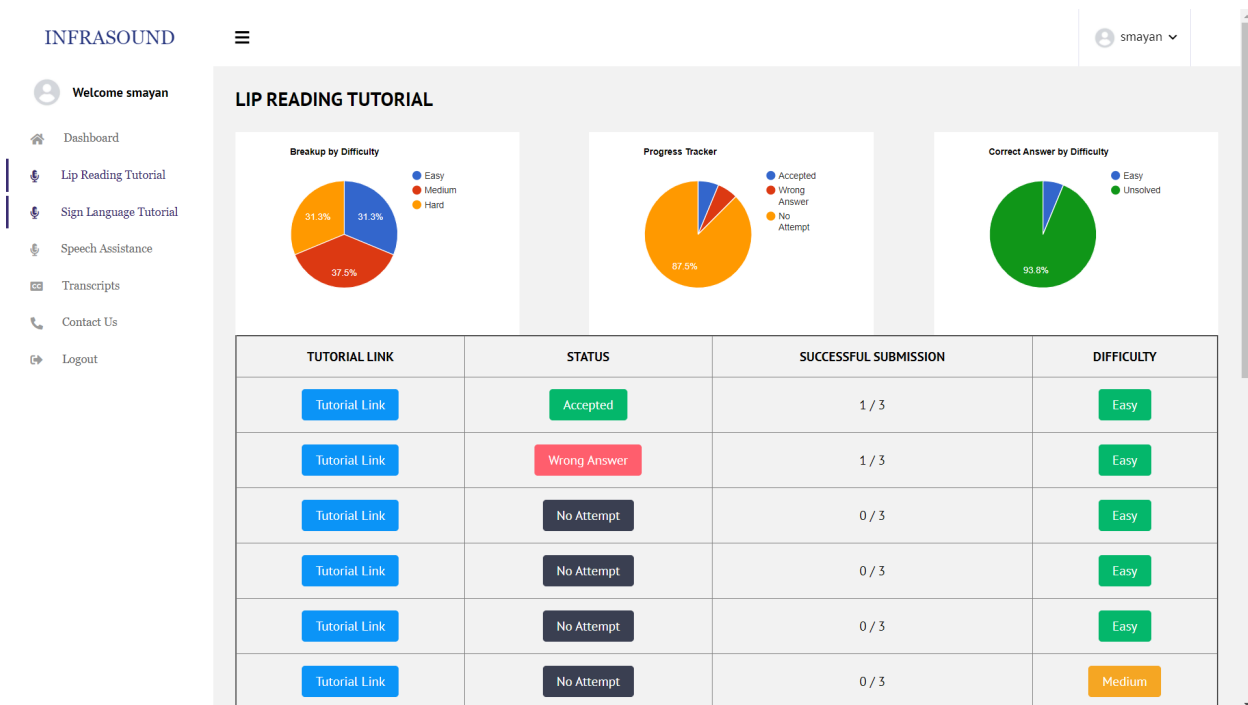 INFRASOUND
smayan
Welcome smayan
Dashboard
Lip Reading Tutorial
Sign Language Tutorial
Speech Assistance
CC Transcripts
Contact Us
Logout
LIP READING TUTORIAL
Breakup by Difficulty
31.3%
31.3%
37.5%
Easy
Medium
Hard
Progress Tracker
87.5%
Accepted
Wrong
Answer
No
Attempt
Correct Answer by Difficulty
93.8%
Easy
Unsolved
TUTORIAL LINK STATUS SUCCESSFUL SUBMISSION DIFFICULTY
Tutorial Link Accepted 1 / 3 Easy
Tutorial Link Wrong Answer 1 / 3 Easy
Tutorial Link No Attempt 0 / 3 Easy
Tutorial Link No Attempt 0 / 3 Easy
Tutorial Link No Attempt 0 / 3 Easy
Tutorial Link No Attempt 0 / 3 Medium